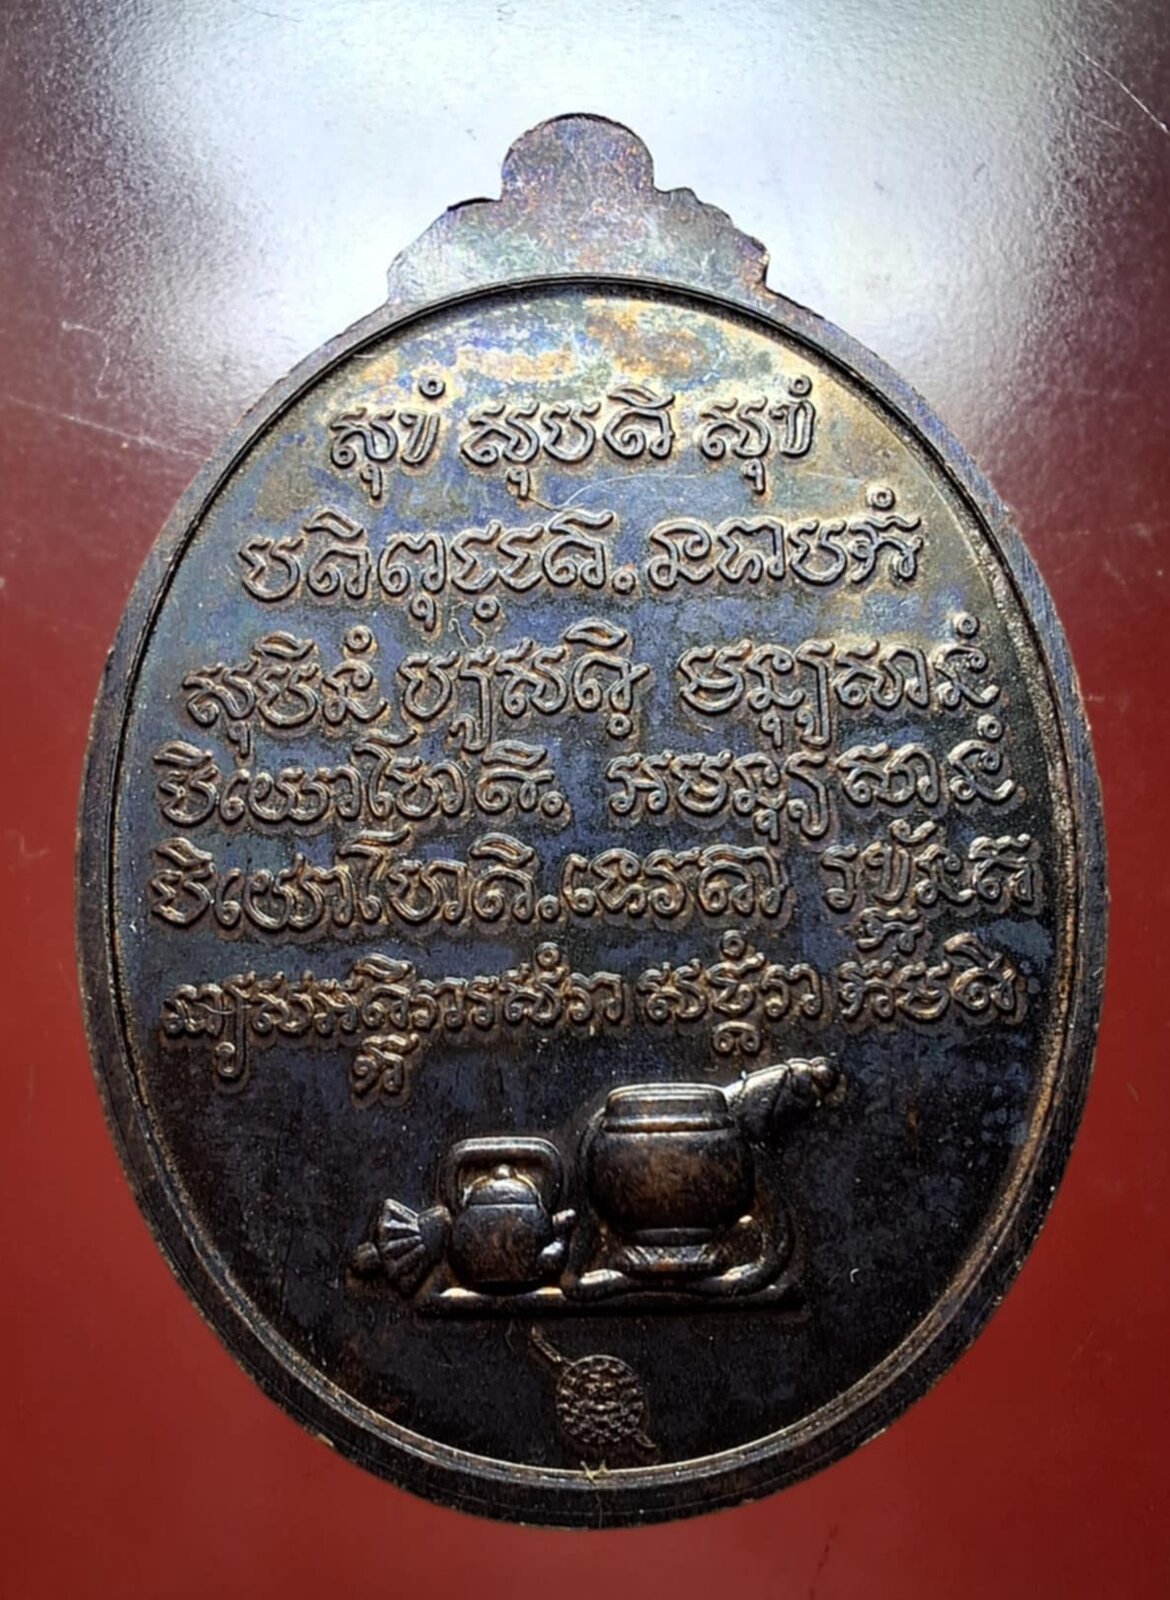 សុខំ សុបតិ សុខំ
បតិពុជ្ឈតិ. នបាបកំ
សុបិនំ បស្សតិ. មនុស្សានំ
បិយោហោតិ. អមនុស្សានំ
បិយោហោតិ. ទេវតា រក្ខន្តិ